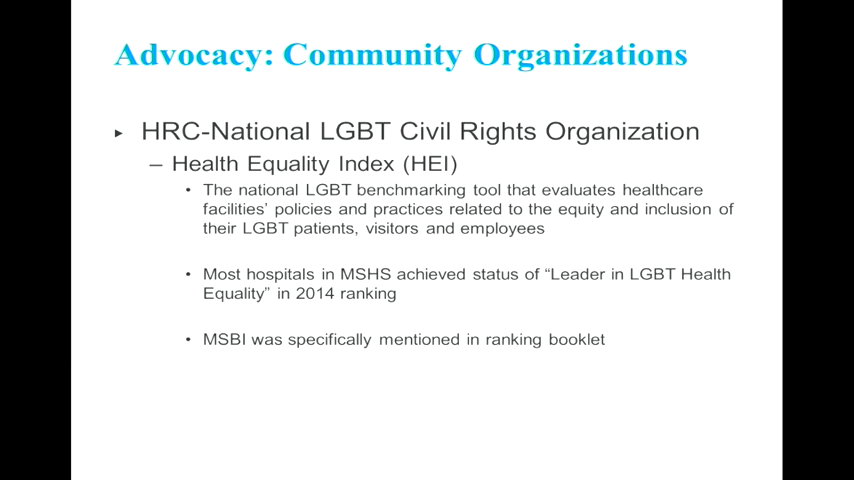 Advocacy: Community Organizations
▸ HRC-National LGBT Civil Rights Organization
– Health Equality Index (HEI)
• The national LGBT benchmarking tool that evaluates healthcare
facilities’ policies and practices related to the equity and inclusion of
their LGBT patients, visitors and employees
• Most hospitals in MSHS achieved status of “Leader in LGBT Health
Equality” in 2014 ranking
• MSBI was specifically mentioned in ranking booklet